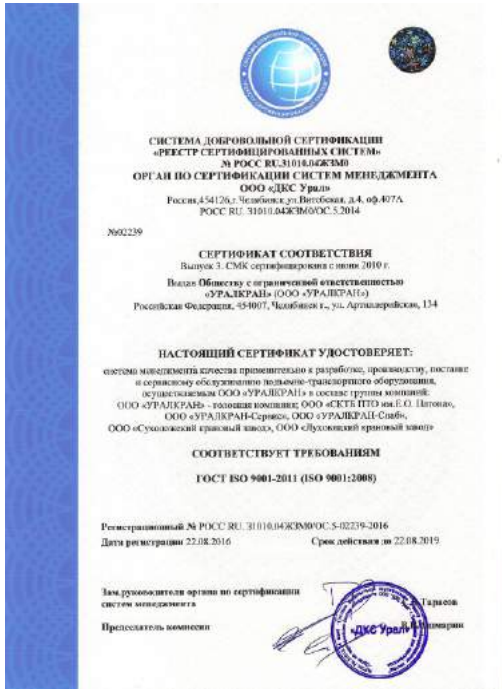 СИСТЕМА ДОБРОВОЛЬНОЙ СЕРТИФИКАЦИИ
«РЕЕСТР СЕРТИФИЦИРОВАННЫХ СИСТЕМ»
№ РОСС RU.31010.04ЖЗМ0
ОРГАН ПО СЕРТИФИКАЦИИ СИСТЕМ МЕНЕДЖМЕНТА
ООО «ДКС Урал»
Россия,454126,г.Челябинск,ул.Витебская, д.4, оф.407А
РОСС RU. 31010.04ЖЗМ0/ОС.5.2014
№02239
СЕРТИФИКАТ СООТВЕТСТВИЯ
Выпуск 3. СМК сертифицирована с июня 2010 г.
Выдан Обществу с ограниченной ответственностью
«УРАЛКРАН» (ООО «УРАЛКРАН»)
Российская Федерация, 454007, Челябинск г., ул. Артиллерийская, 134
НАСТОЯЩИЙ СЕРТИФИКАТ УДОСТОВЕРЯЕТ:
система менеджмента качества применительно к разработке, производству, поставке
и сервисному обслуживанию подъемно-транспортного оборудования,
осуществляемым ООО «УРАЛКРАН» в составе группы компаний:
ООО «УРАЛКРАН» - головная компания; ООО «СКТБ ПТО им.Е.О. Патона»,
ООО «УРАЛКРАН-Сервис», ООО «УРАЛКРАН-Снаб»,
ООО «Сухоложский крановый завод», ООО «Луховицкий крановый завод»
СООТВЕТСТВУЕТ ТРЕБОВАНИЯМ
ГОСТ ISO 9001-2011 (ISO 9001:2008)
Регистрационный № РОСС RU. 31010.04ЖЗМ0/ОС.5-02239-2016
Дата регистрации 22.08.2016 Срок действия до 22.08.2019
Зам.руководителя органа по сертификации
систем менеджмента Тарасов
Председатель комиссии
«ДКС Урал»